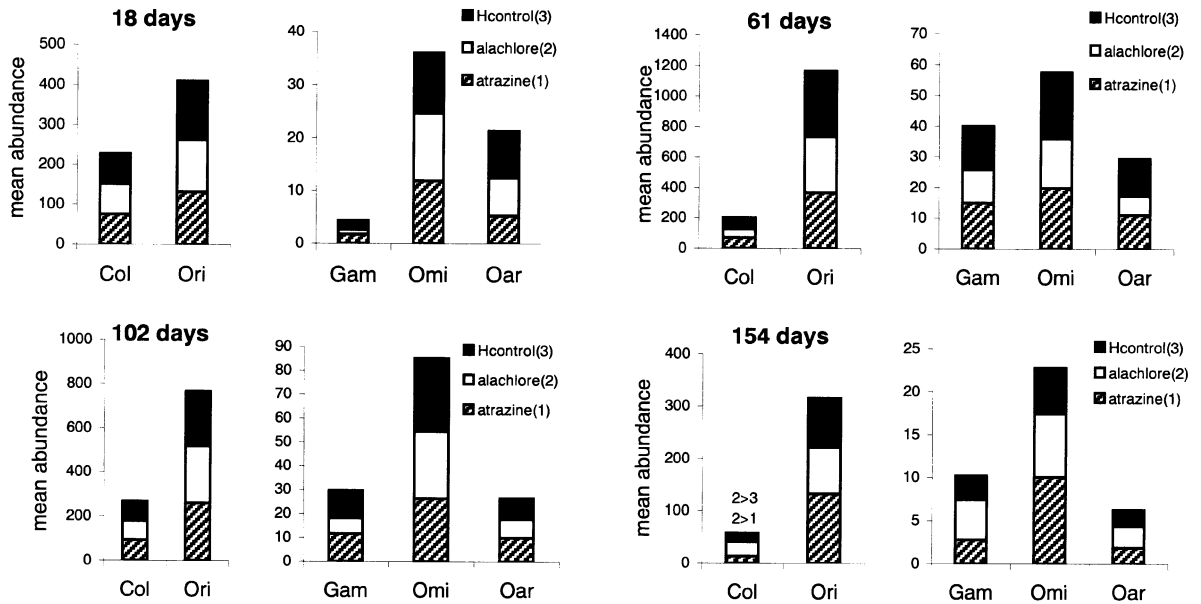 18 days
500
400
300
200
100
0
mean abundance
Col Ori
40
30
20
10
0
Gam Omi Oar
Hcontrol(3)
alachlore(2)
atrazine(1)
61 days
1400
1200
1000
800
600
400
200
0
mean abundance
Col Ori
70
60
50
40
30
20
10
0
Gam Omi Oar
Hcontrol(3)
alachlore(2)
atrazine(1)
102 days
1000
800
600
400
200
0
mean abundance
Col Ori
90
80
70
60
50
40
30
20
10
0
Gam Omi Oar
Hcontrol(3)
alachlore(2)
atrazine(1)
154 days
400
300
200
100
0
mean abundance
2>3
2>1
Col Ori
25
20
15
10
5
0
Gam Omi Oar
Hcontrol(3)
alachlore(2)
atrazine(1)